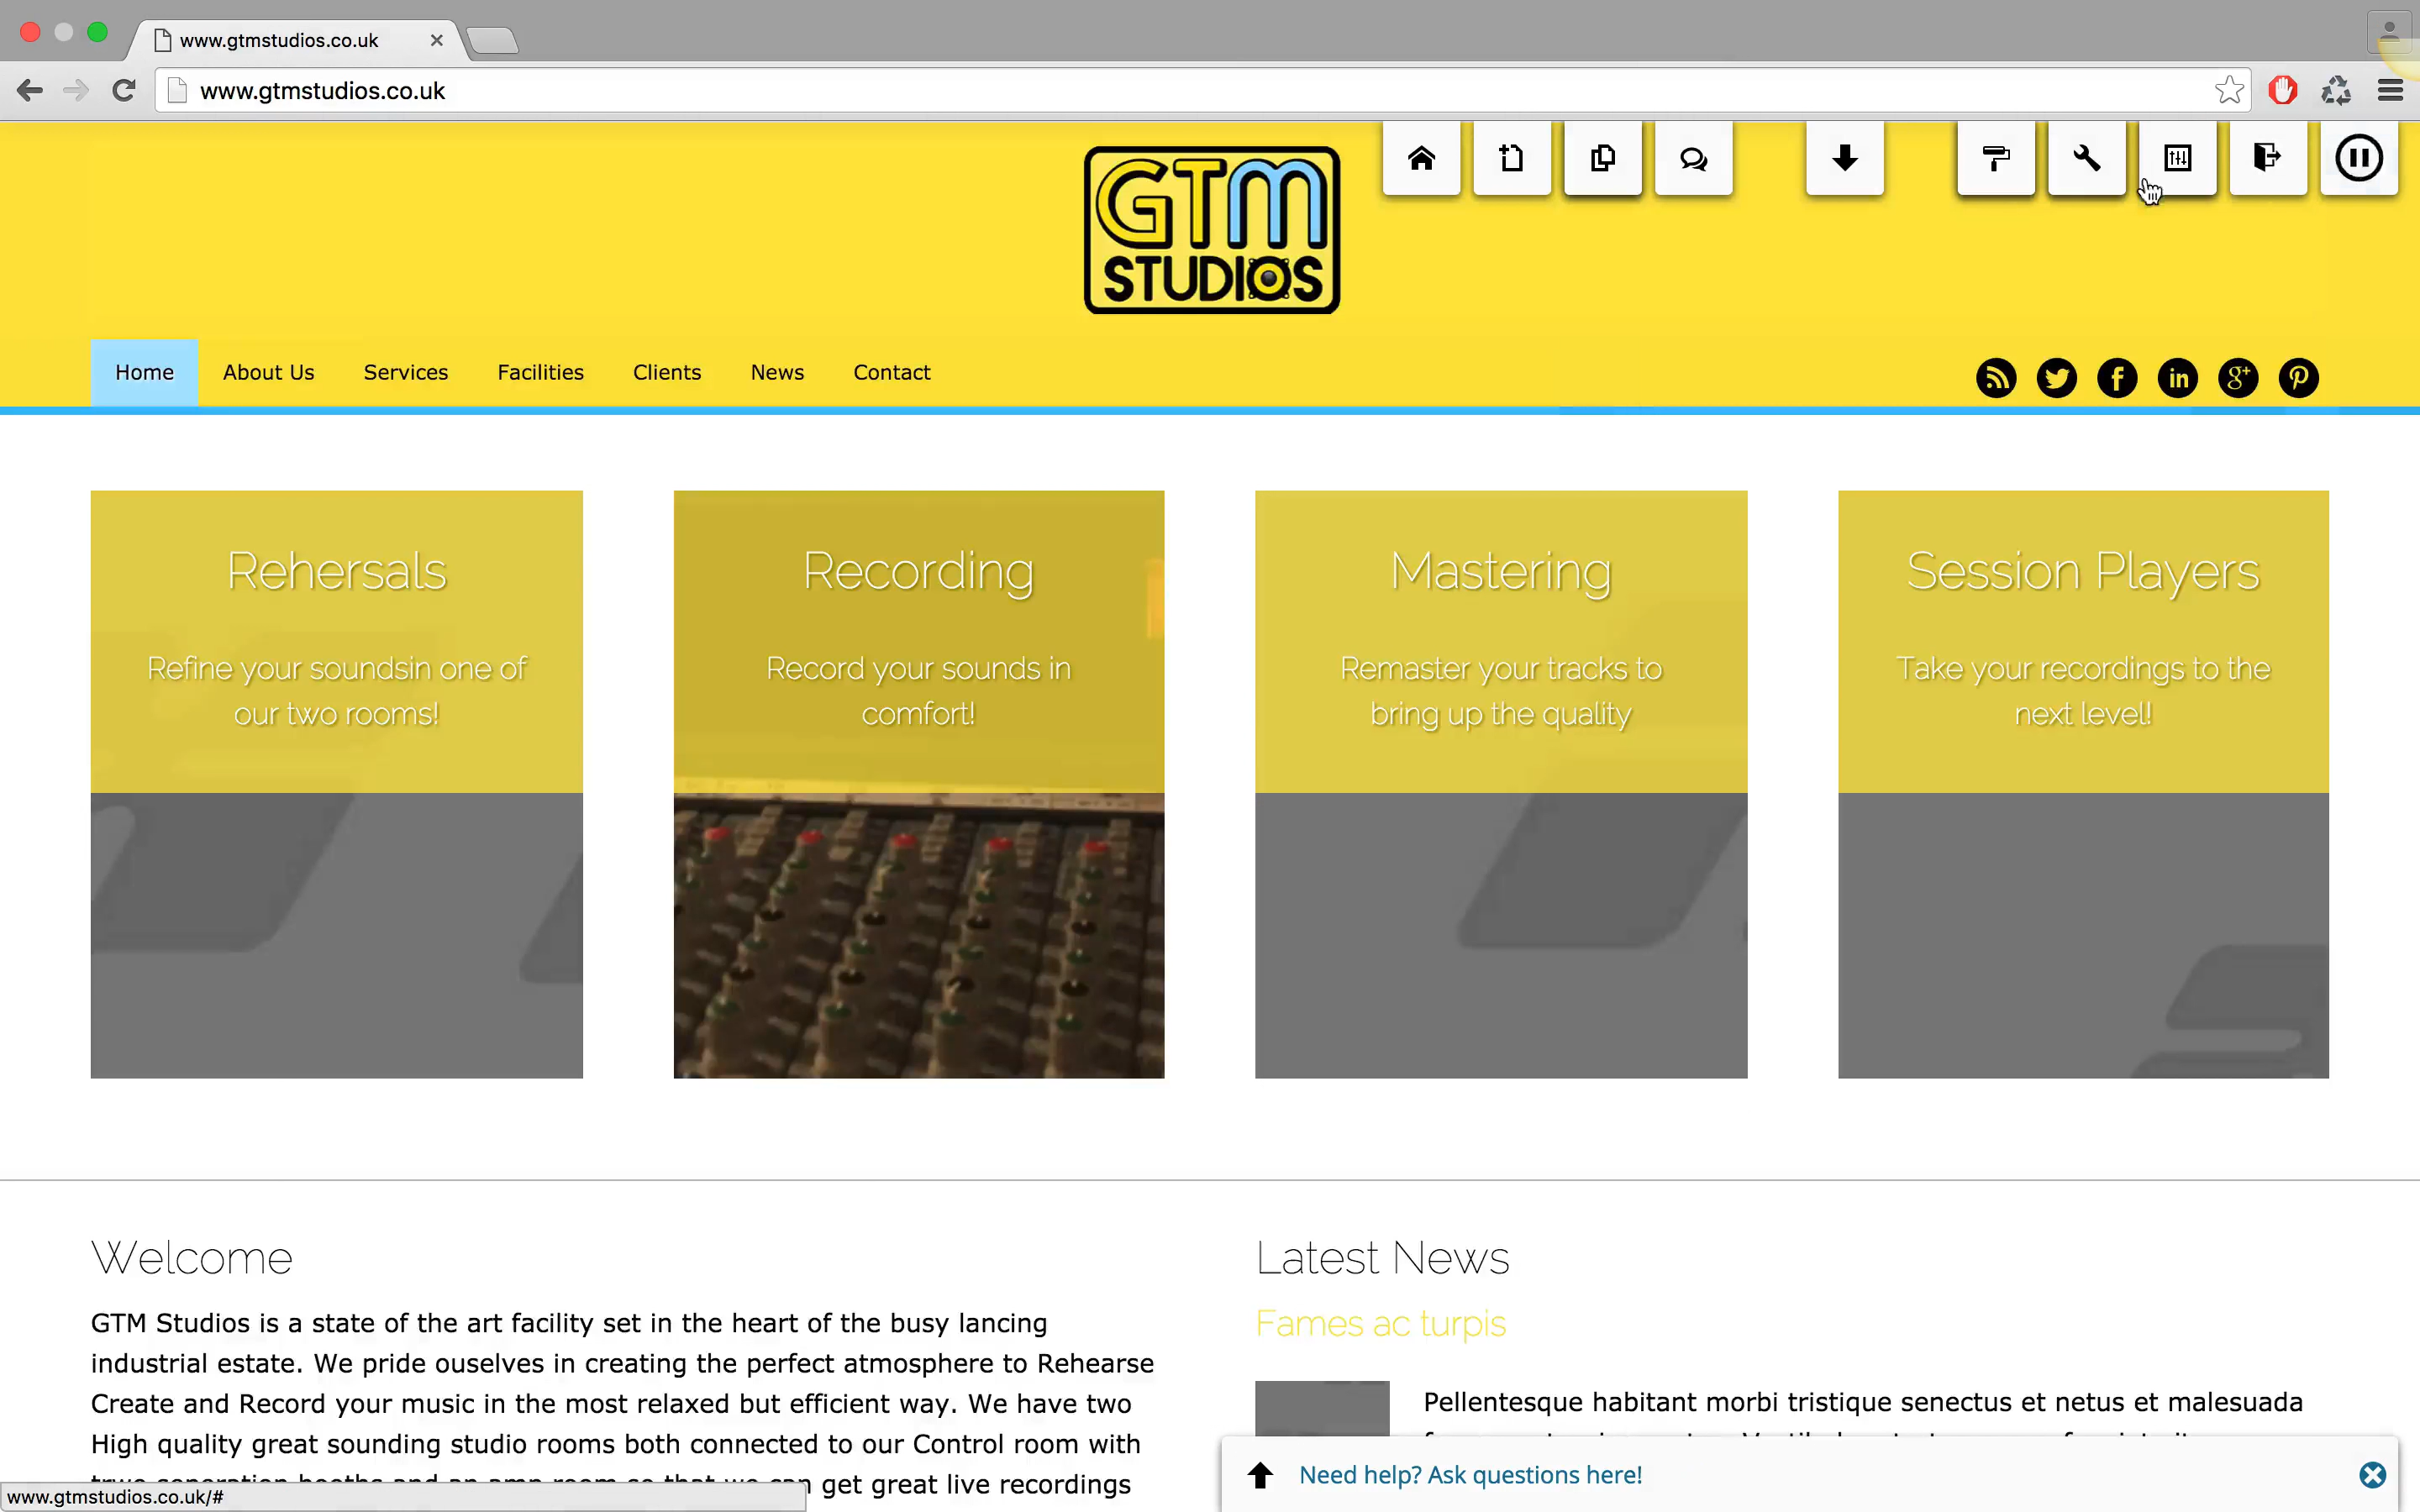 www.gtmstudios.co.uk
www.gtmstudios.co.uk
GTM
STUDIOS
Home About Us Services Facilities Clients News Contact
Rehersals
Refine your soundsin one of
our two rooms!
Recording
Record your sounds in
comfort!
Mastering
Remaster your tracks to
bring up the quality
Session Players
Take your recordings to the
next level!
Welcome
GTM Studios is a state of the art facility set in the heart of the busy lancing
industrial estate. We pride ouselves in creating the perfect atmosphere to Rehearse
Create and Record your music in the most relaxed but efficient way. We have two
High quality great sounding studio rooms both connected to our Control room with
get great live recordings
Latest News
Fames ac turpis
Pellentesque habitant morbi tristique senectus et netus et malesuada
Need help? Ask questions here!
www.gtmstudios.co.uk/#